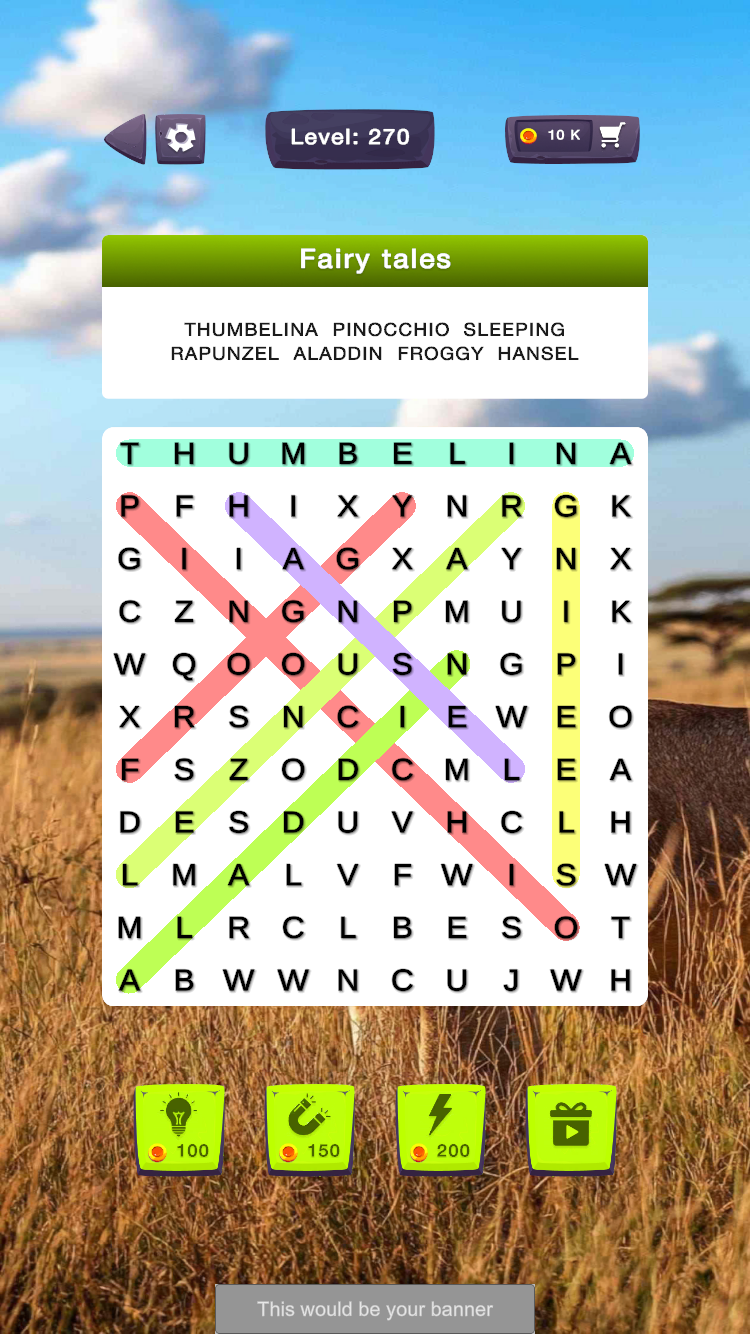 Level: 270
10 K
Fairy tales
THUMBELINA PINOCCHIO SLEEPING
RAPUNZEL ALADDIN FROGGY HANSEL
T H U M B E L I N A
P F H I X Y N R G K
G I I A G X A Y N X
C Z N G N P M U I K
W Q O O U S N G P I
X R S N C I E W E O
F S Z O D C M L E A
D E S D U V H C L H
L M A L V F W I S W
M L R C L B E S O T
A B W W N C U J W H
100 150 200
This would be your banner